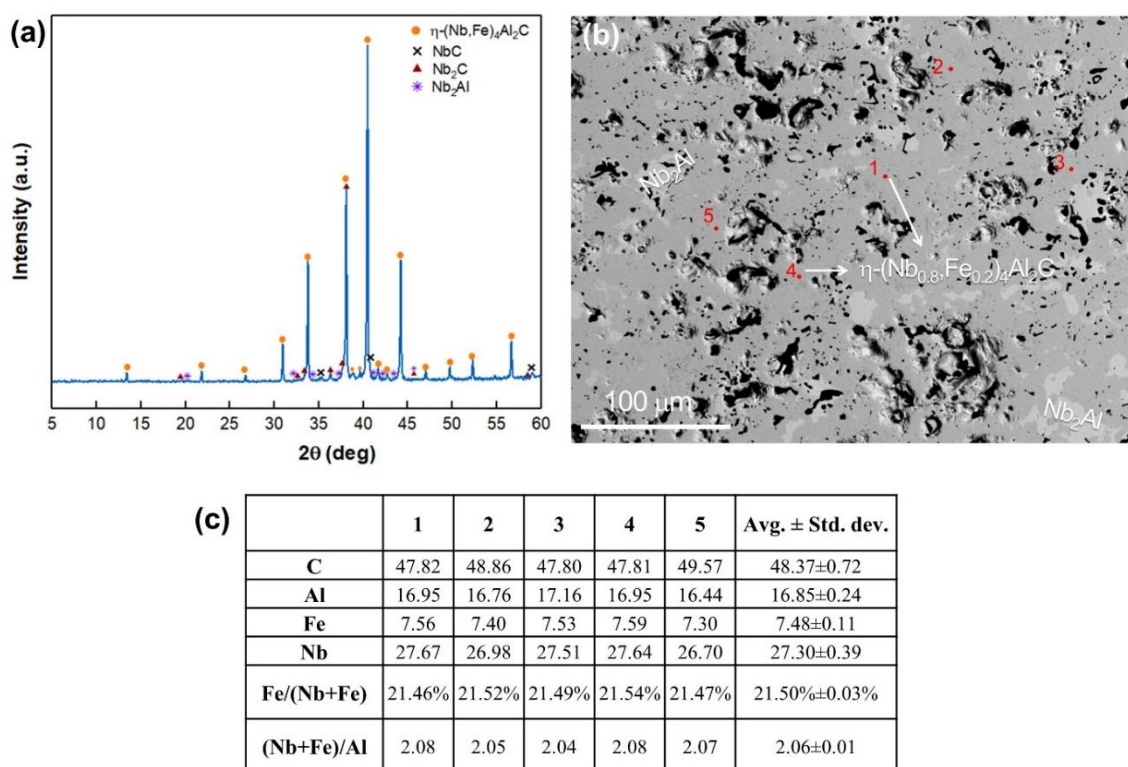 (a)
η-(Nb,Fe)₄Al₂C
NbC
Nb₂C
Nb₂Al
Intensity (a.u.)
5 10 15 20 25 30 35 40 45 50 55 60
2θ (deg)
(b)
2
1
3
Nb₂Al
5
4
η-(Nb₀.₈,Fe₀.₂)₄Al₂C
100 μm
Nb₂Al
(c)
1 2 3 4 5 Avg. ± Std. dev.
C 47.82 48.86 47.80 47.81 49.57 48.37±0.72
Al 16.95 16.76 17.16 16.95 16.44 16.85±0.24
Fe 7.56 7.40 7.53 7.59 7.30 7.48±0.11
Nb 27.67 26.98 27.51 27.64 26.70 27.30±0.39
Fe/(Nb+Fe) 21.46% 21.52% 21.49% 21.54% 21.47% 21.50%±0.03%
(Nb+Fe)/Al 2.08 2.05 2.04 2.08 2.07 2.06±0.01